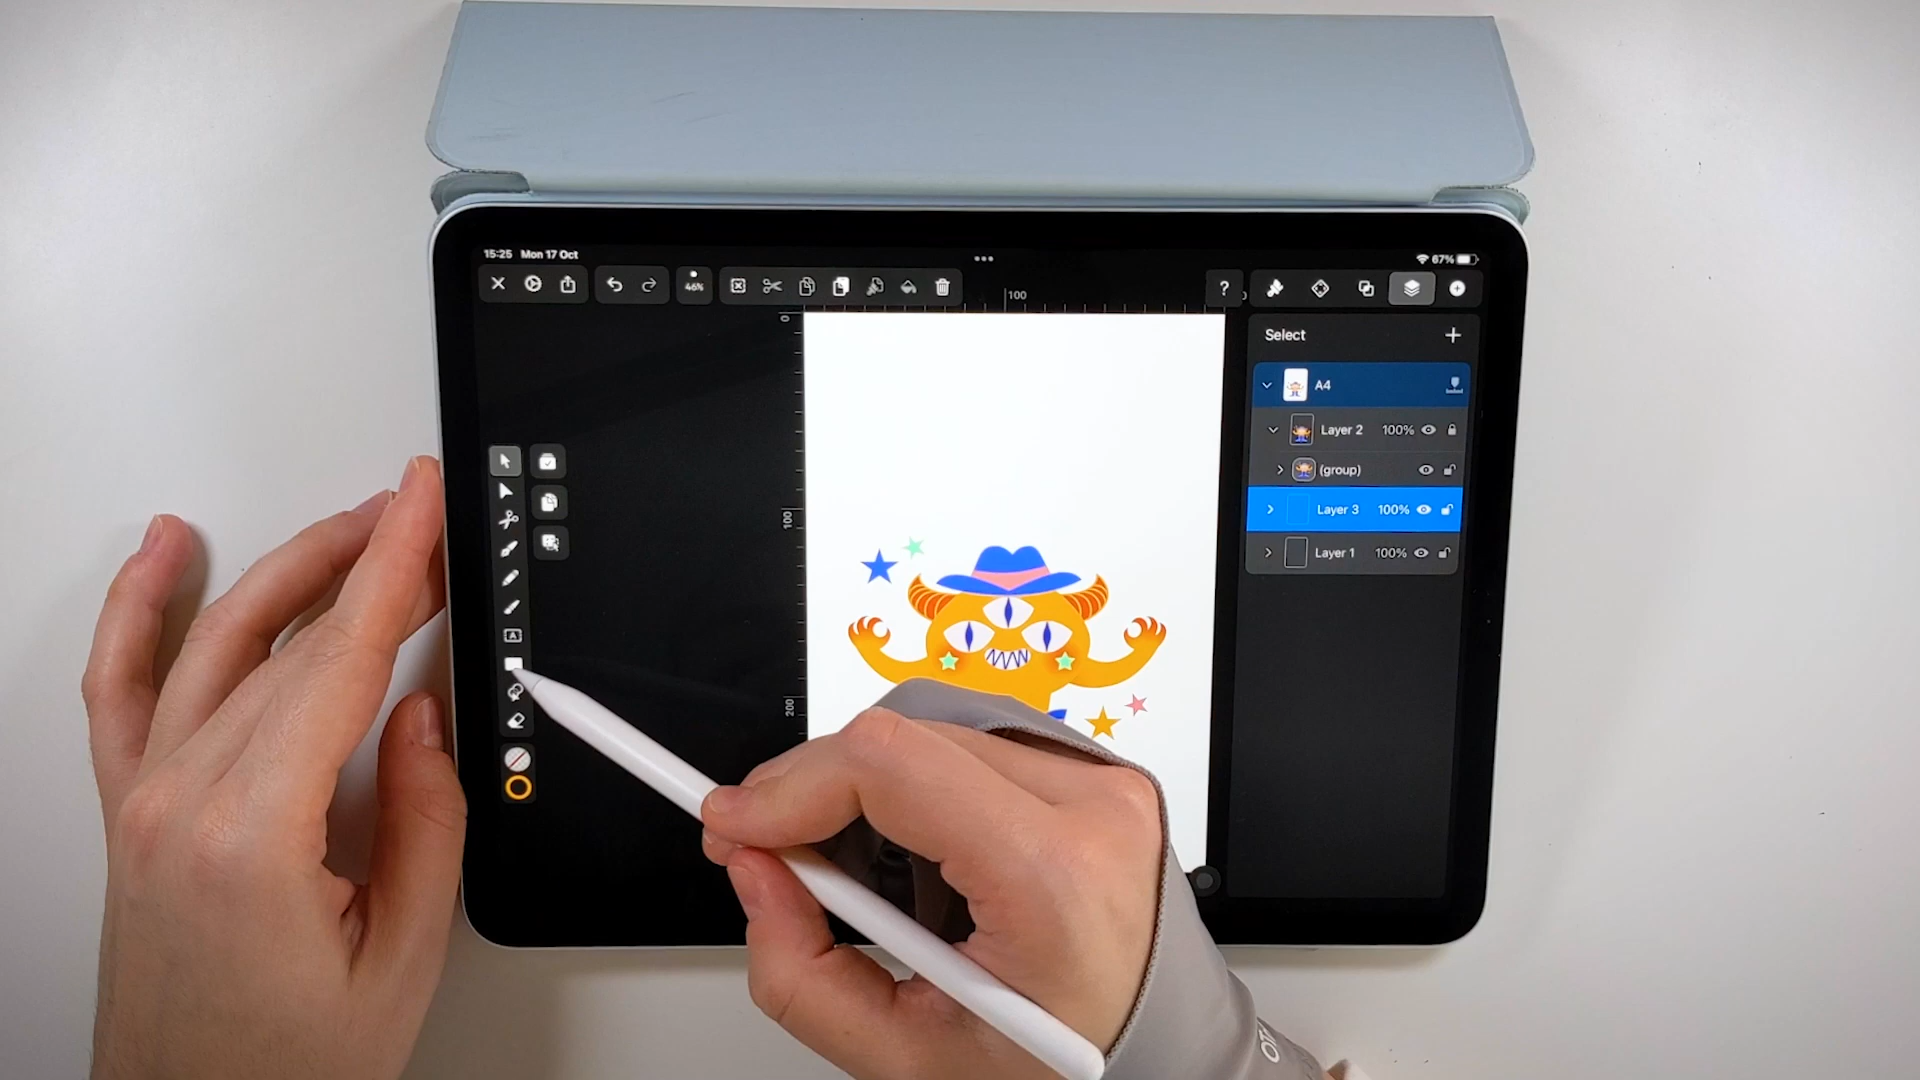 15:25 Mon 17 Oct
67%
46%
?
100
0
Select
A4
Layer 2 100%
(group)
100
Layer 3 100%
Layer 1 100%
A
200